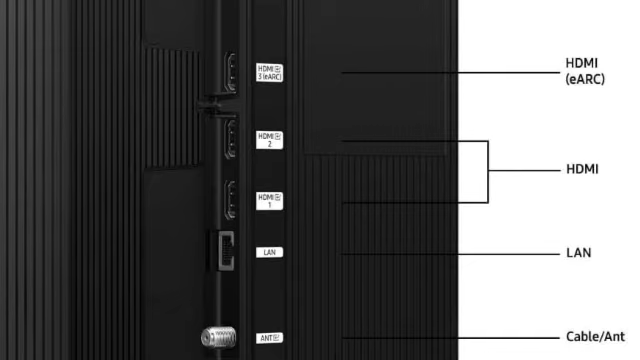 HDMI
3 (eARC)
HDMI
2
HDMI
1
LAN
ANT
HDMI
(eARC)
HDMI
LAN
Cable/Ant